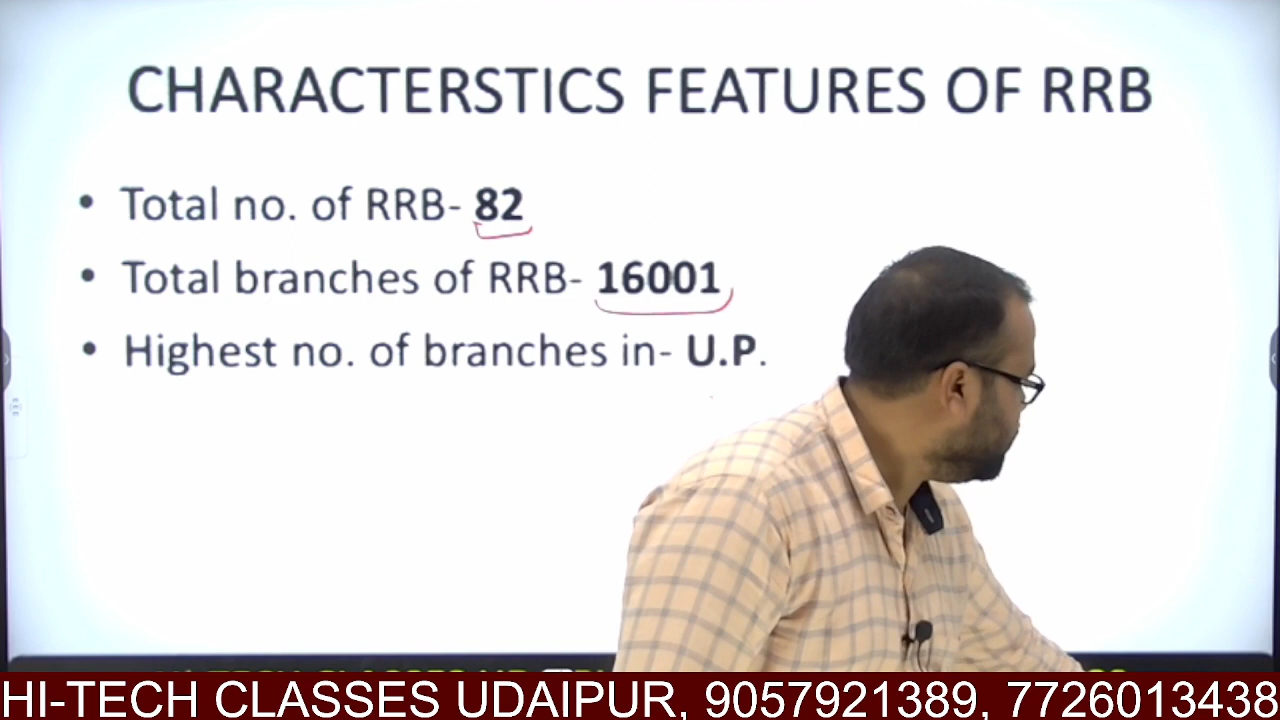 CHARACTERSTICS FEATURES OF RRB
• Total no. of RRB- 82
• Total branches of RRB- 16001
• Highest no. of branches in- U.P.
HI-TECH CLASSES UDAIPUR, 9057921389, 7726013438